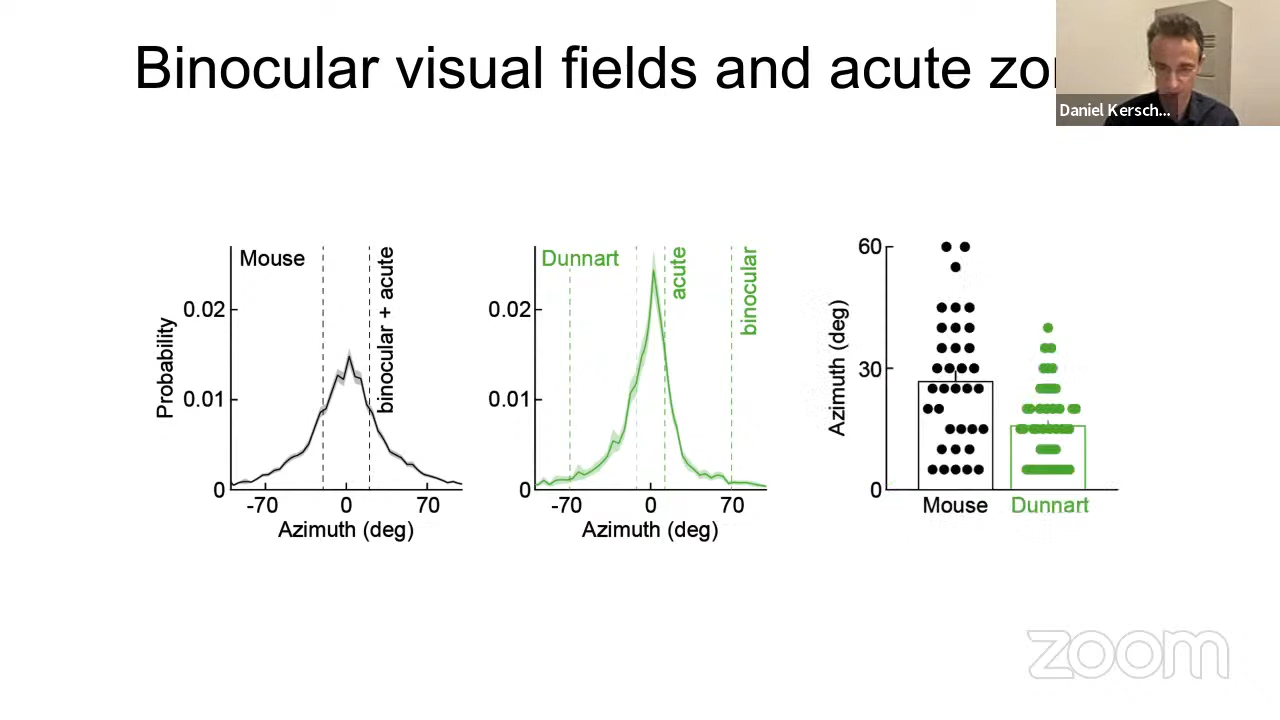 Binocular visual fields and acute zo
Daniel Kersch...
Mouse
binocular + acute
Probability
0.02
0.01
0
-70 0 70
Azimuth (deg)
Dunnart
acute
binocular
0.02
0.01
0
-70 0 70
Azimuth (deg)
Azimuth (deg)
60
30
0
Mouse Dunnart
zoom